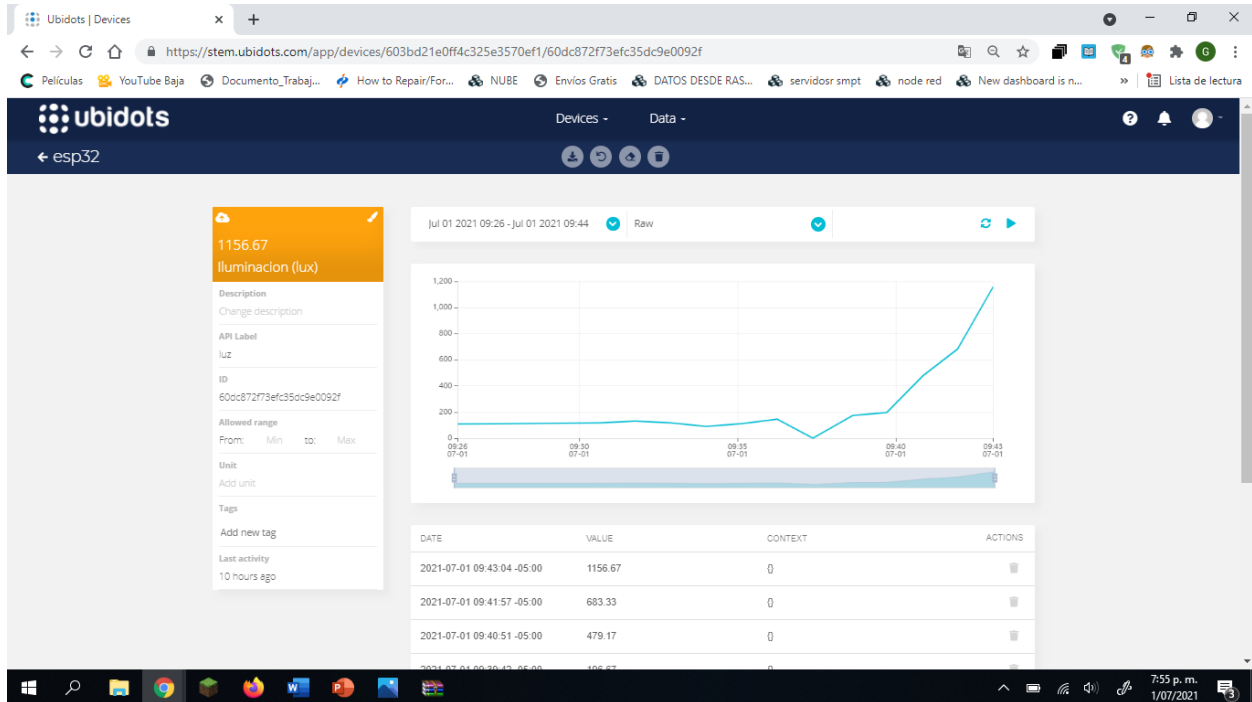 Ubidots | Devices
https://stem.ubidots.com/app/devices/603bd21e0ff4c325e3570ef1/60dc872f73efc35dc9e0092f
G
4
Películas YouTube Baja Documento_Trabaj... How to Repair/For... NUBE Envíos Gratis DATOS DESDE RAS... servidosr smpt node red New dashboard is n... » Lista de lectura
ubidots
Devices
Data
esp32
1156.67
Iluminacion (lux)
Description
Change description
API Label
luz
ID
60dc872f73efc35dc9e0092f
Allowed range
From: Min to: Max
Unit
Add unit
Tags
Add new tag
Last activity
10 hours ago
Jul 01 2021 09:26 - Jul 01 2021 09:44
Raw
1,200
1,000
800
600
400
200
0
09:26 09:30 09:35 09:40 09:43
07-01 07-01 07-01 07-01 07-01
DATE VALUE CONTEXT ACTIONS
2021-07-01 09:43:04 -05:00 1156.67 {}
2021-07-01 09:41:57 -05:00 683.33 {}
2021-07-01 09:40:51 -05:00 479.17 {}
7:55 p. m.
1/07/2021
3